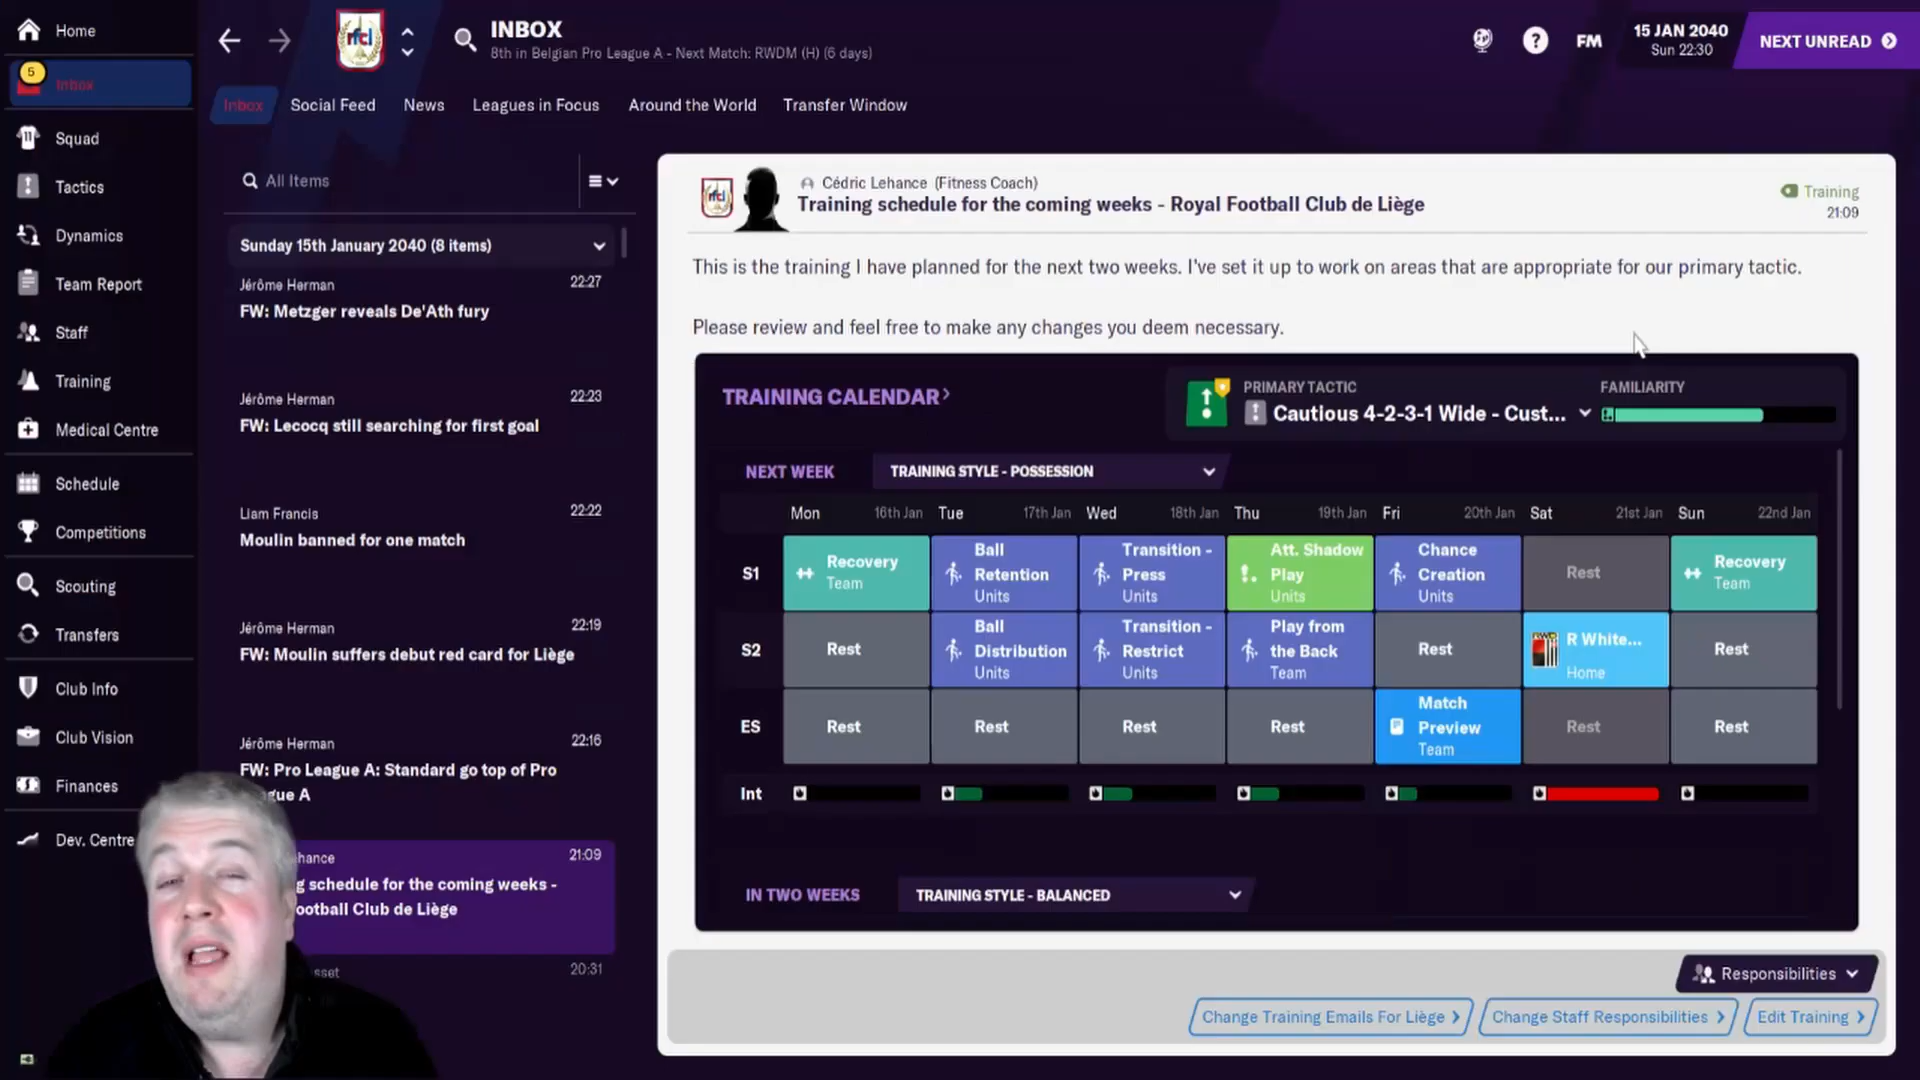 Home
5
Inbox
Squad
Tactics
Dynamics
Team Report
Staff
Training
Medical Centre
Schedule
Competitions
Scouting
Transfers
Club Info
Club Vision
Finances
Dev. Centre
rfcl
INBOX
8th in Belgian Pro League A - Next Match: RWDM (H) (6 days)
?
FM
15 JAN 2040
Sun 22:30
NEXT UNREAD
Inbox
Social Feed
News
Leagues in Focus
Around the World
Transfer Window
All Items
Sunday 15th January 2040 (8 items)
Jérôme Herman
22:27
FW: Metzger reveals De'Ath fury
Jérôme Herman
22:23
FW: Lecocq still searching for first goal
Liam Francis
22:22
Moulin banned for one match
Jérôme Herman
22:19
FW: Moulin suffers debut red card for Liège
Jérôme Herman
22:16
FW: Pro League A: Standard go top of Pro
gue A
hance
21:09
g schedule for the coming weeks -
ootball Club de Liège
sset
20:31
rfcl
Cédric Lehance (Fitness Coach)
Training schedule for the coming weeks - Royal Football Club de Liège
Training
21:09
This is the training I have planned for the next two weeks. I've set it up to work on areas that are appropriate for our primary tactic.
Please review and feel free to make any changes you deem necessary.
TRAINING CALENDAR
PRIMARY TACTIC
Cautious 4-2-3-1 Wide - Cust...
FAMILIARITY
NEXT WEEK
TRAINING STYLE - POSSESSION
Mon 16th Jan Tue 17th Jan Wed 18th Jan Thu 19th Jan Fri 20th Jan Sat 21st Jan Sun 22nd Jan
S1
Recovery
Team
Ball
Retention
Units
Transition -
Press
Units
Att. Shadow
Play
Units
Chance
Creation
Units
Rest
Recovery
Team
S2
Rest
Ball
Distribution
Units
Transition -
Restrict
Units
Play from
the Back
Team
Rest
R White...
Home
Rest
ES
Rest
Rest
Rest
Rest
Match
Preview
Team
Rest
Rest
Int
IN TWO WEEKS
TRAINING STYLE - BALANCED
Responsibilities
Change Training Emails For Liège
Change Staff Responsibilities
Edit Training